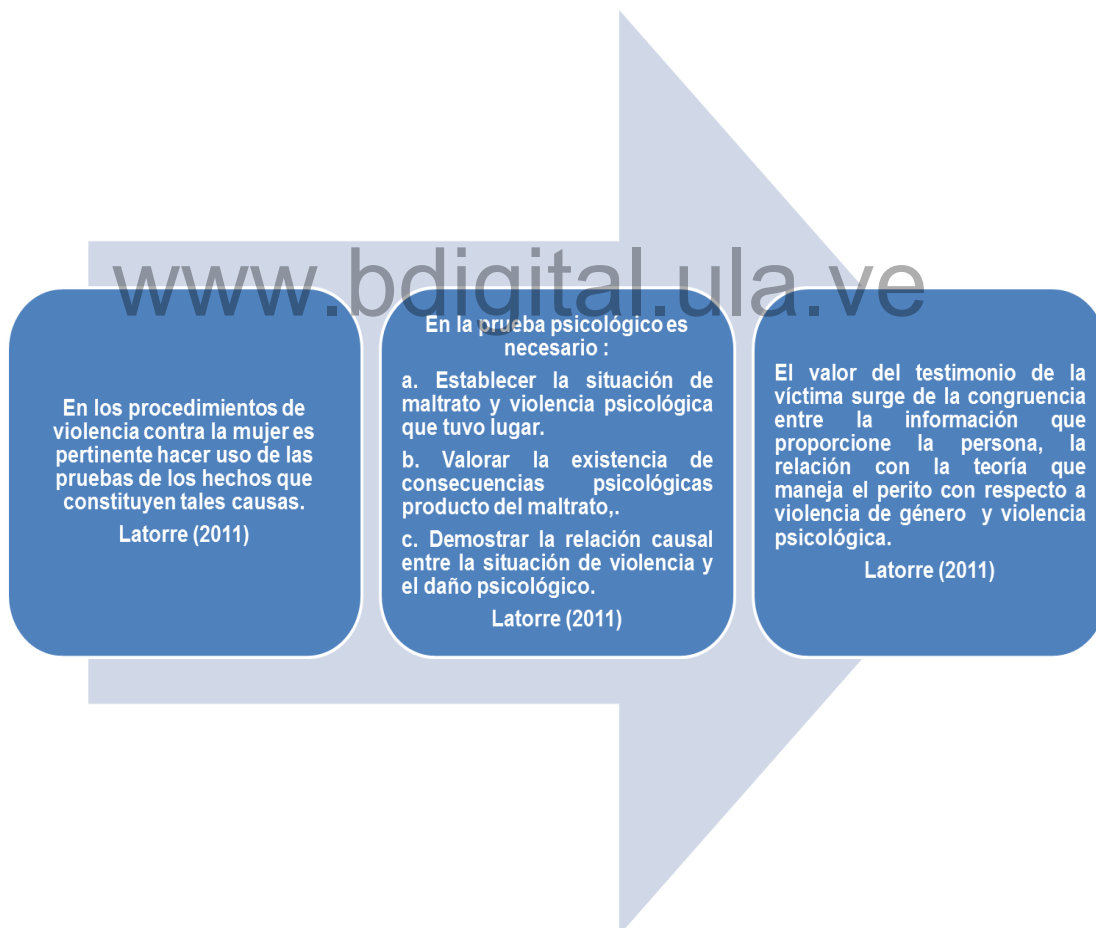 www.bdigital.ula.ve
En los procedimientos de
violencia contra la mujer es
pertinente hacer uso de las
pruebas de los hechos que
constituyen tales causas.
Latorre (2011)
En la prueba psicológico es
necesario :
a. Establecer la situación de
maltrato y violencia psicológica
que tuvo lugar.
b. Valorar la existencia de
consecuencias psicológicas
producto del maltrato,.
c. Demostrar la relación causal
entre la situación de violencia y
el daño psicológico.
Latorre (2011)
El valor del testimonio de la
víctima surge de la congruencia
entre la información que
proporcione la persona, la
relación con la teoría que
maneja el perito con respecto a
violencia de género y violencia
psicológica.
Latorre (2011)